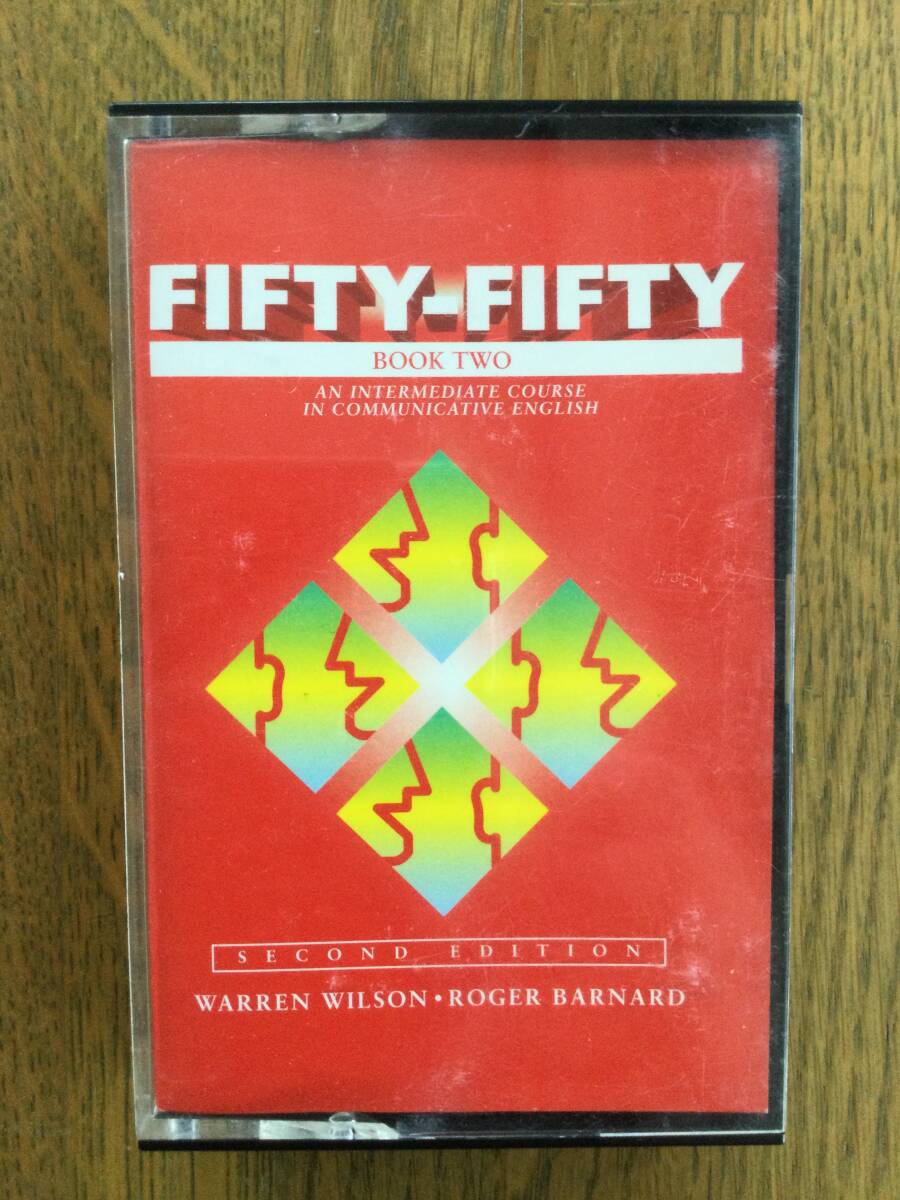 FIFTY-FIFTY
BOOK TWO
AN INTERMEDIATE COURSE
IN COMMUNICATIVE ENGLISH
SECOND EDITION
WARREN WILSON • ROGER BARNARD